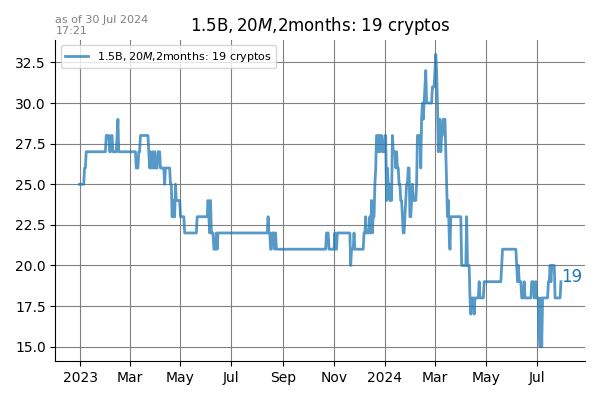 as of 30 Jul 2024
17:21
1.5B, 20M,2months: 19 cryptos
1.5B, 20M,2months: 19 cryptos
32.5
30.0
27.5
25.0
22.5
20.0
17.5
15.0
19
2023 Mar May Jul Sep Nov 2024 Mar May Jul